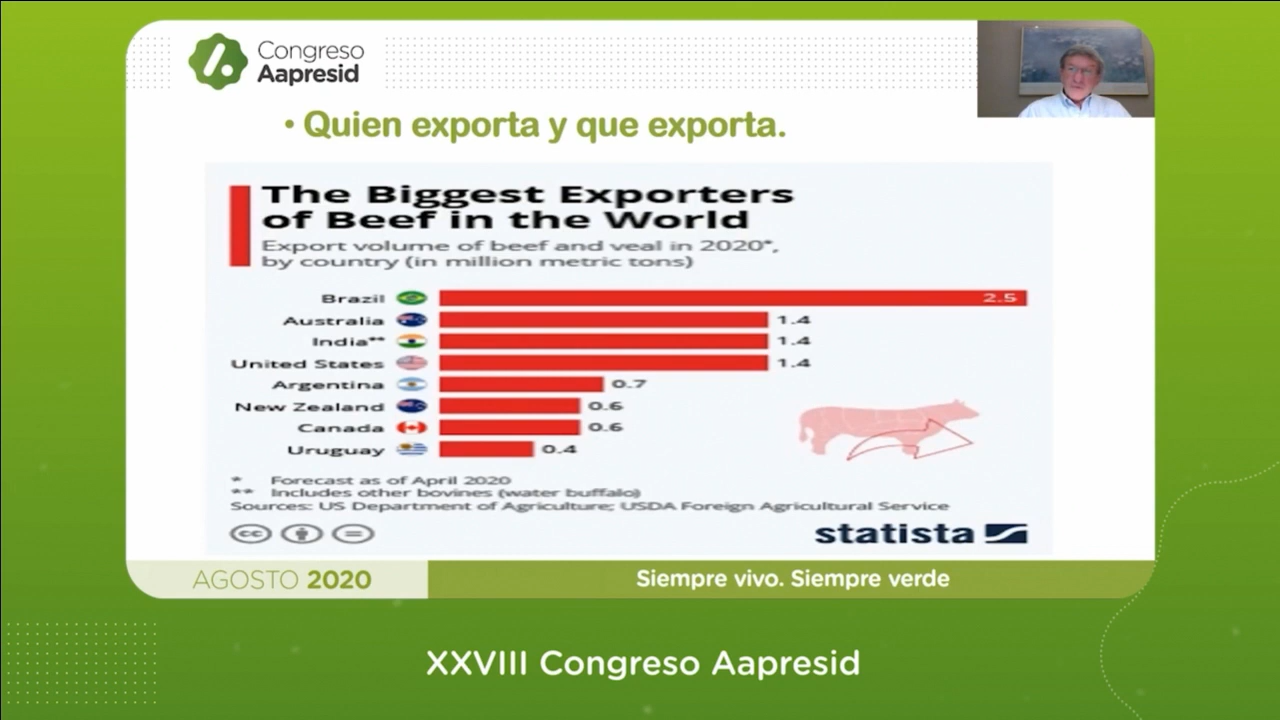 Congreso
Aapresid
• Quien exporta y que exporta.
The Biggest Exporters
of Beef in the World
Export volume of beef and veal in 2020*,
by country (in million metric tons)
Brazil 2.5
Australia 1.4
India** 1.4
United States 1.4
Argentina 0.7
New Zealand 0.6
Canada 0.6
Uruguay 0.4
* Forecast as of April 2020
** Includes other bovines (water buffalo)
Sources: US Department of Agriculture; USDA Foreign Agricultural Service
cc
statista
AGOSTO 2020
Siempre vivo. Siempre verde
XXVIII Congreso Aapresid